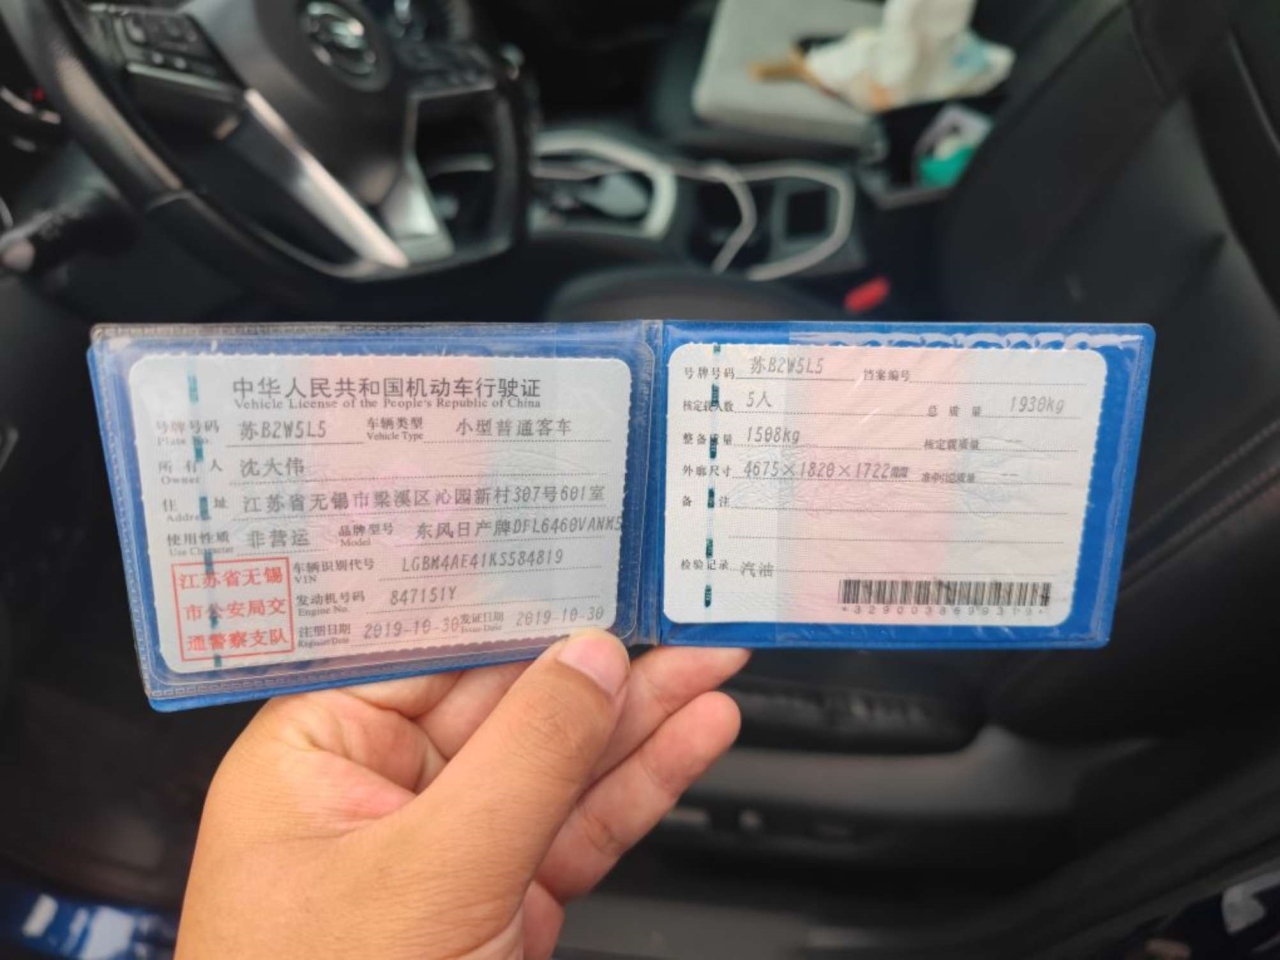 中华人民共和国机动车行驶证
Vehicle License of the People's Republic of China
号牌号码 苏B2W5L5 车辆类型 小型普通客车
Plate No. Vehicle Type
所有人 沈大伟
Owner
住址 江苏省无锡市梁溪区沁园新村307号601室
Address
使用性质 非营运 品牌型号 东风日产牌DFL6460VANK5
Use Character Model
江苏省无锡
市公安局交
通警察支队
车辆识别代号 LGBM4AE41KS584819
VIN
发动机号码 847151Y
Engine No.
注册日期 2019-10-30 发证日期 2019-10-30
Register Date Issue Date
号牌号码 苏B2W5L5 档案编号
核定载人数 5人 总质量 1930kg
整备质量 1508kg 核定载质量 --
外廓尺寸 4675×1820×1722mm 准牵引总质量 --
备注
检验记录 汽油